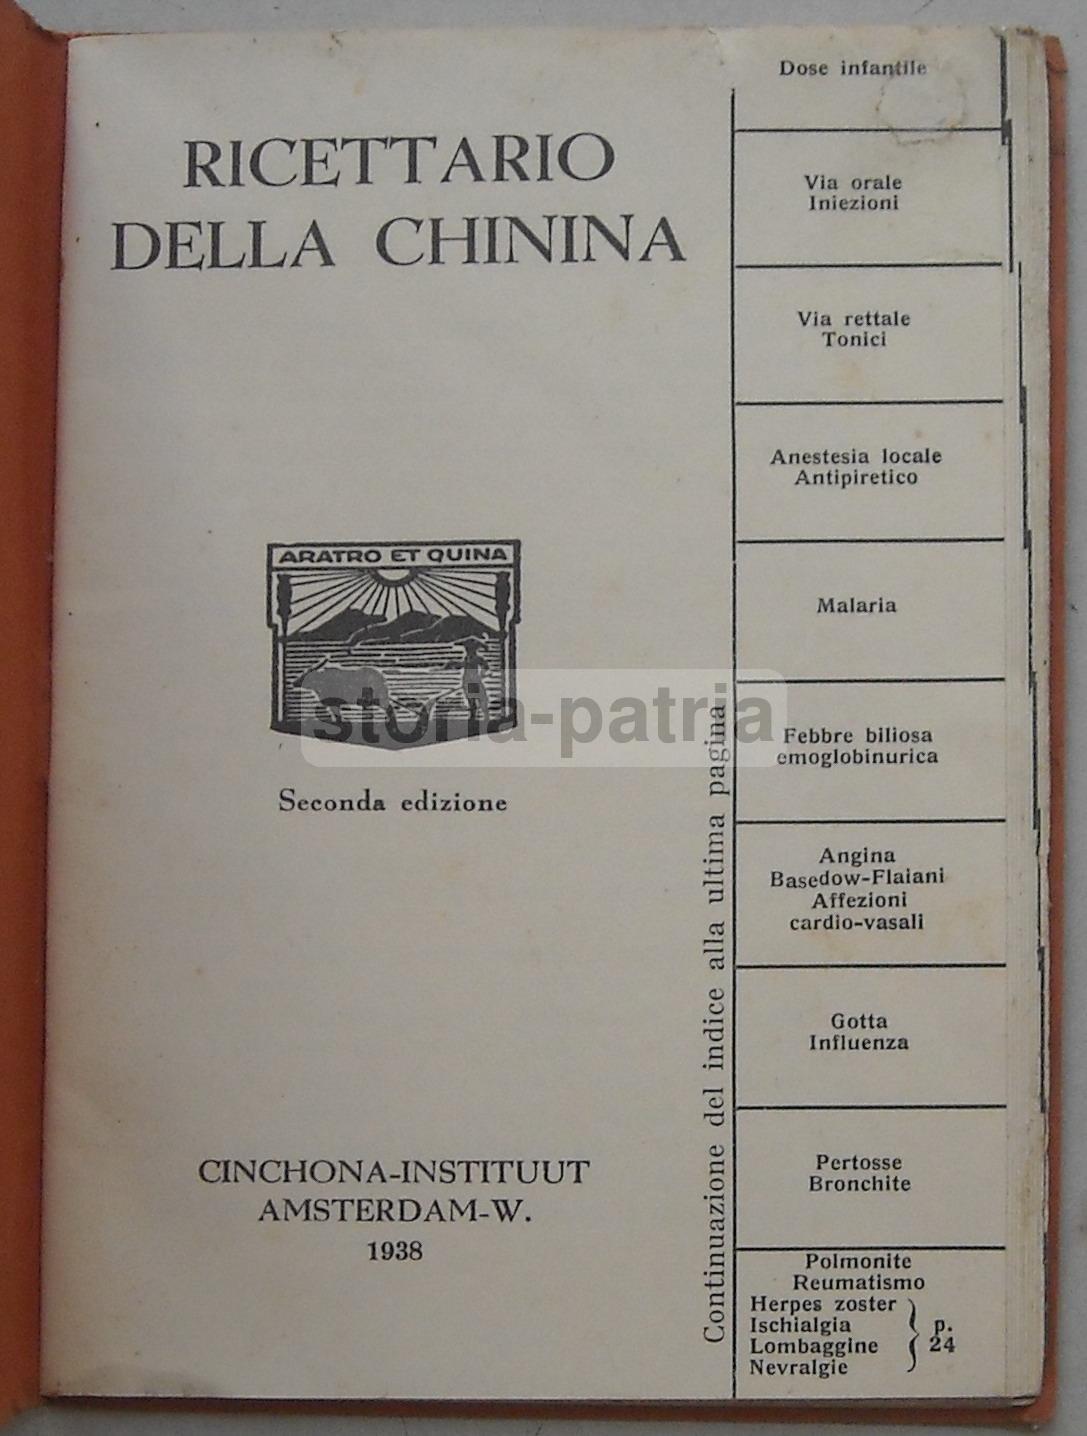 RICETTARIO
DELLA CHININA
ARATRO ET QUINA
storia-patria
Seconda edizione
CINCHONA-INSTITUUT
AMSTERDAM-W.
1938
Continuazione del indice alla ultima pagina
Dose infantile
Via orale
Iniezioni
Via rettale
Tonici
Anestesia locale
Antipiretico
Malaria
Febbre biliosa
emoglobinurica
Angina
Basedow-Flaiani
Affezioni
cardio-vasali
Gotta
Influenza
Pertosse
Bronchite
Polmonite
Reumatismo
Herpes zoster
Ischialgia
Lombaggine
Nevralgie
p.
24